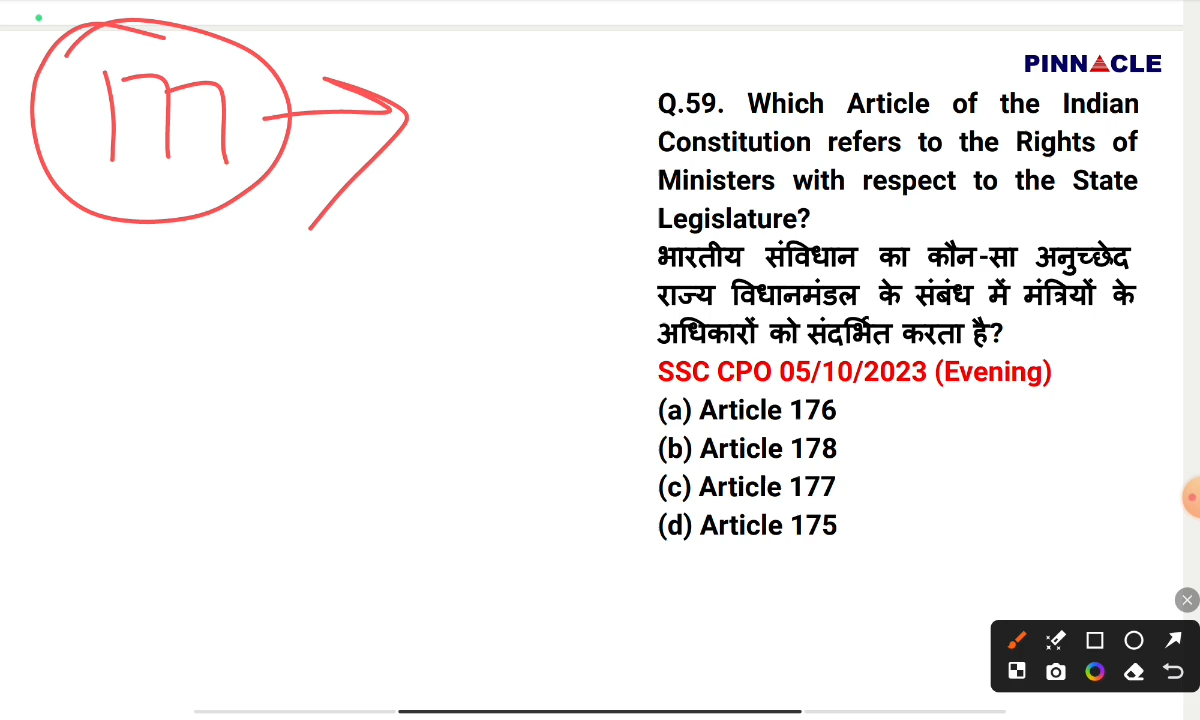 m
PINNACLE
Q.59. Which Article of the Indian
Constitution refers to the Rights of
Ministers with respect to the State
Legislature?
भारतीय संविधान का कौन-सा अनुच्छेद
राज्य विधानमंडल के संबंध में मंत्रियों के
अधिकारों को संदर्भित करता है?
SSC CPO 05/10/2023 (Evening)
(a) Article 176
(b) Article 178
(c) Article 177
(d) Article 175